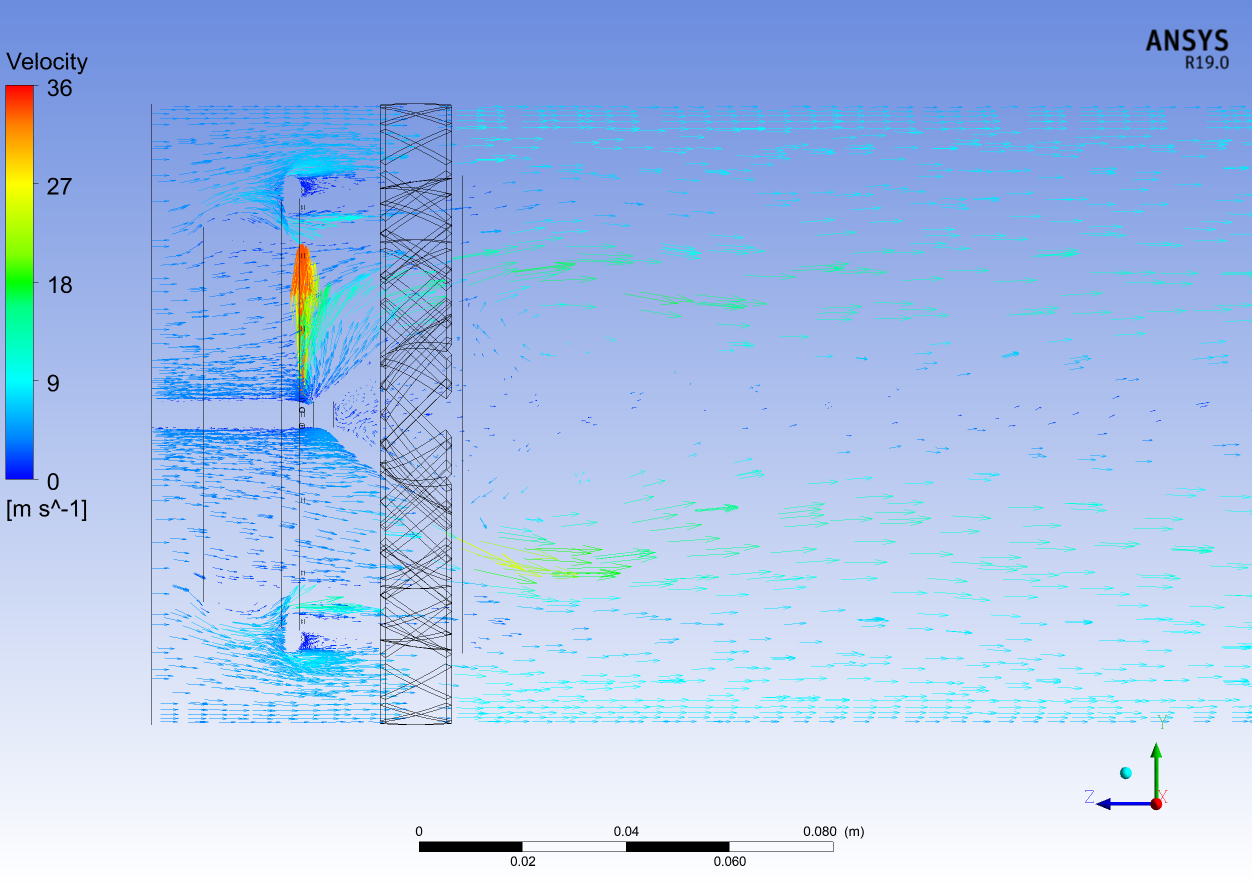 ANSYS
R19.0
Velocity
36
27
18
9
0
[m s^-1]
Y
Z
X
0
0.04
0.080
(m)
0.02
0.060